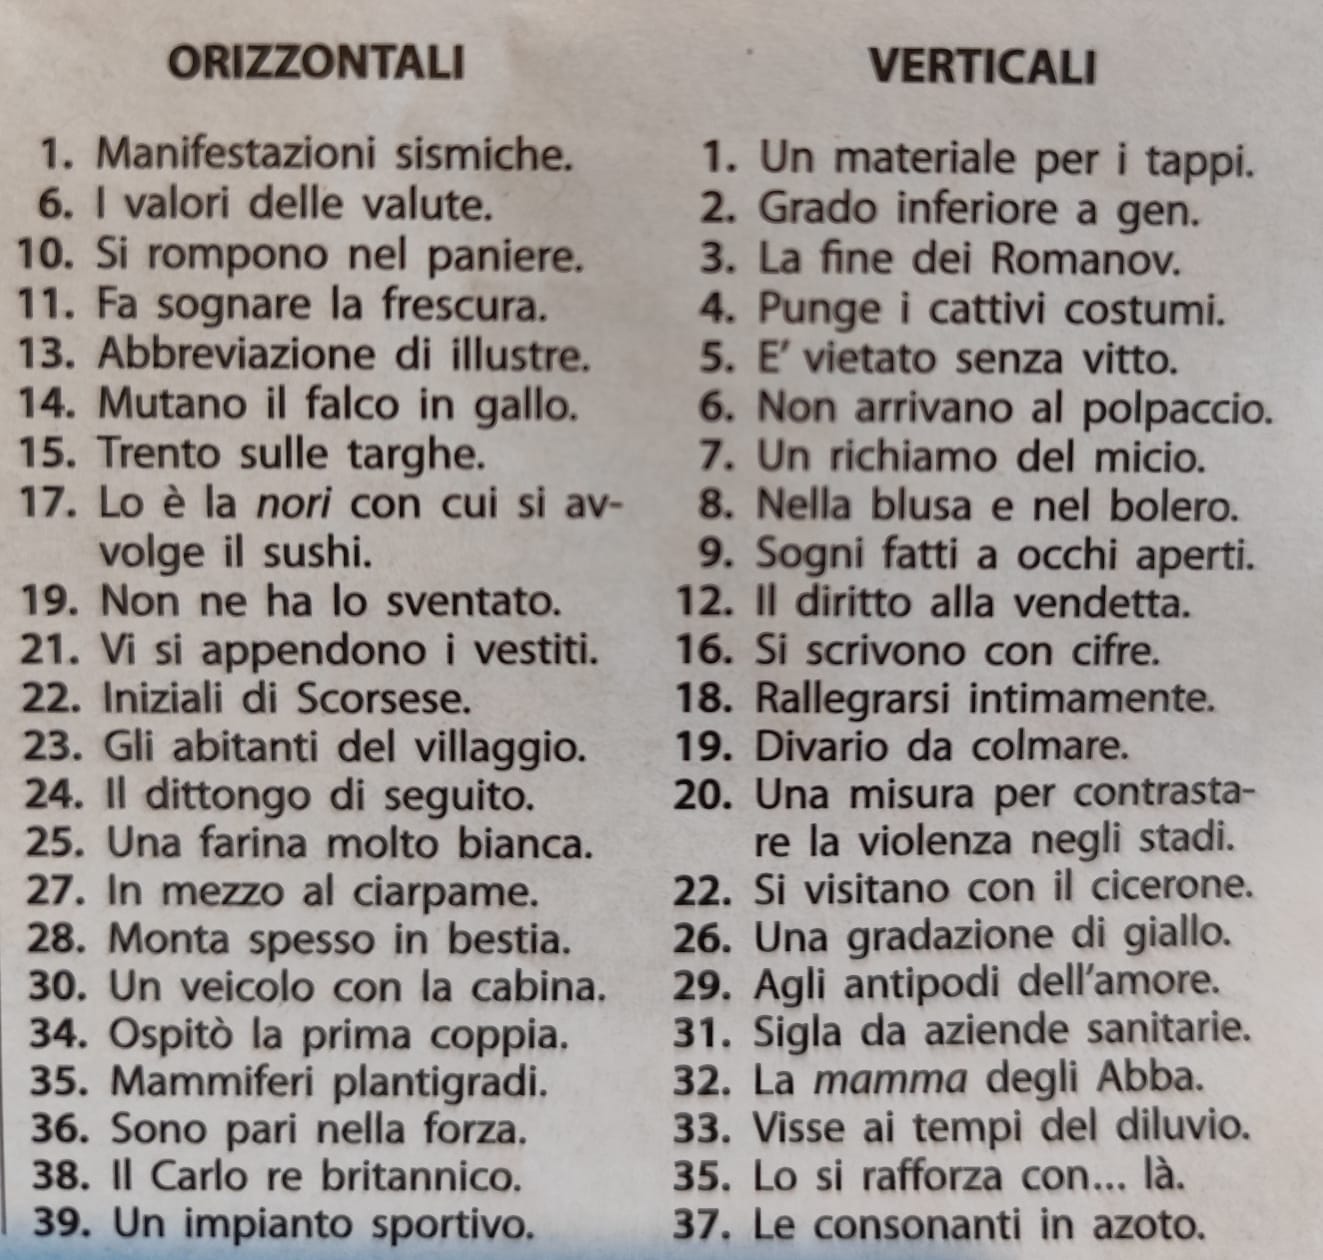 ORIZZONTALI
1. Manifestazioni sismiche.
6. I valori delle valute.
10. Si rompono nel paniere.
11. Fa sognare la frescura.
13. Abbreviazione di illustre.
14. Mutano il falco in gallo.
15. Trento sulle targhe.
17. Lo è la nori con cui si av-
volge il sushi.
19. Non ne ha lo sventato.
21. Vi si appendono i vestiti.
22. Iniziali di Scorsese.
23. Gli abitanti del villaggio.
24. Il dittongo di seguito.
25. Una farina molto bianca.
27. In mezzo al ciarpame.
28. Monta spesso in bestia.
30. Un veicolo con la cabina.
34. Ospitò la prima coppia.
35. Mammiferi plantigradi.
36. Sono pari nella forza.
38. Il Carlo re britannico.
39. Un impianto sportivo.
VERTICALI
1. Un materiale per i tappi.
2. Grado inferiore a gen.
3. La fine dei Romanov.
4. Punge i cattivi costumi.
5. E' vietato senza vitto.
6. Non arrivano al polpaccio.
7. Un richiamo del micio.
8. Nella blusa e nel bolero.
9. Sogni fatti a occhi aperti.
12. Il diritto alla vendetta.
16. Si scrivono con cifre.
18. Rallegrarsi intimamente.
19. Divario da colmare.
20. Una misura per contrasta-
re la violenza negli stadi.
22. Si visitano con il cicerone.
26. Una gradazione di giallo.
29. Agli antipodi dell'amore.
31. Sigla da aziende sanitarie.
32. La mamma degli Abba.
33. Visse ai tempi del diluvio.
35. Lo si rafforza con... là.
37. Le consonanti in azoto.